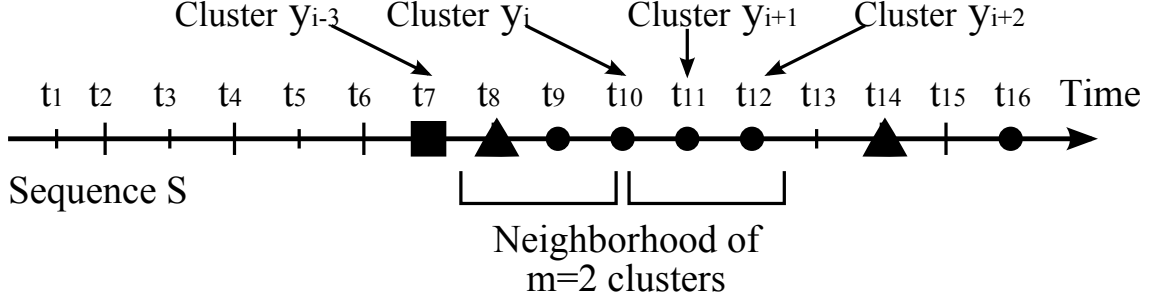 Cluster yi-3 Cluster yi Cluster yi+1 Cluster yi+2
t1 t2 t3 t4 t5 t6 t7 t8 t9 t10 t11 t12 t13 t14 t15 t16 Time
Sequence S
Neighborhood of
m=2 clusters